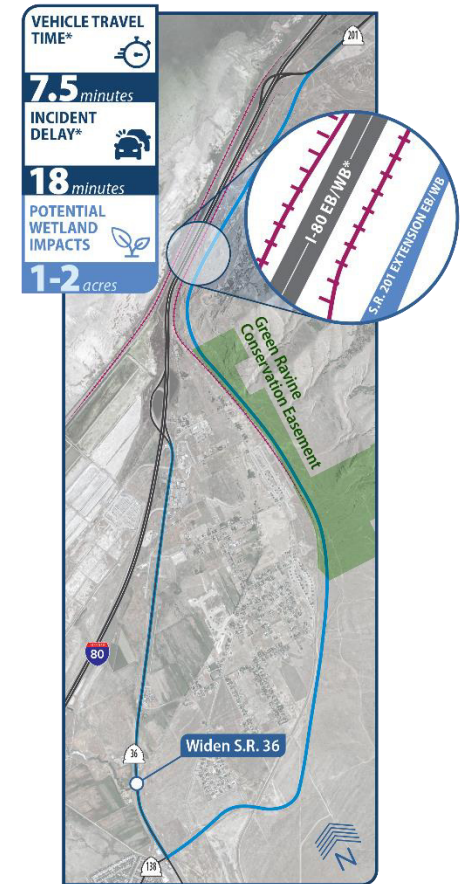 VEHICLE TRAVEL
TIME*
7.5 minutes
INCIDENT
DELAY*
18 minutes
POTENTIAL
WETLAND
IMPACTS
1-2 acres
201
I-80 EB/WB*
S.R. 201 EXTENSION EB/WB
Green Ravine
Conservation Easement
80
36
Widen S.R. 36
138
N